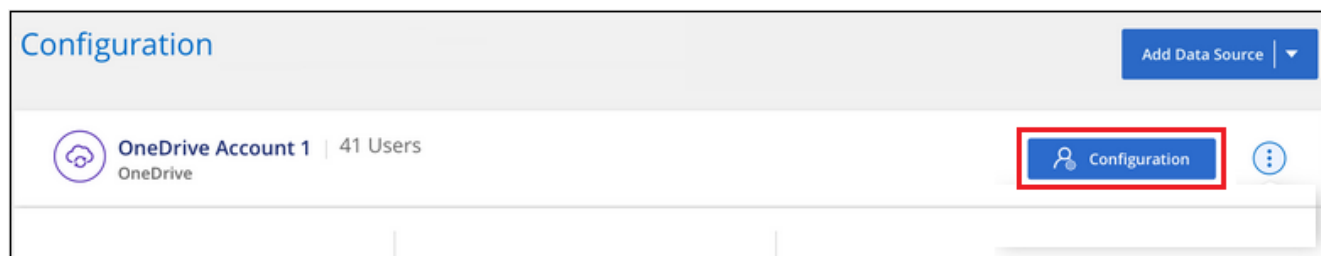 Configuration
Add Data Source
OneDrive Account 1 | 41 Users
OneDrive
Configuration